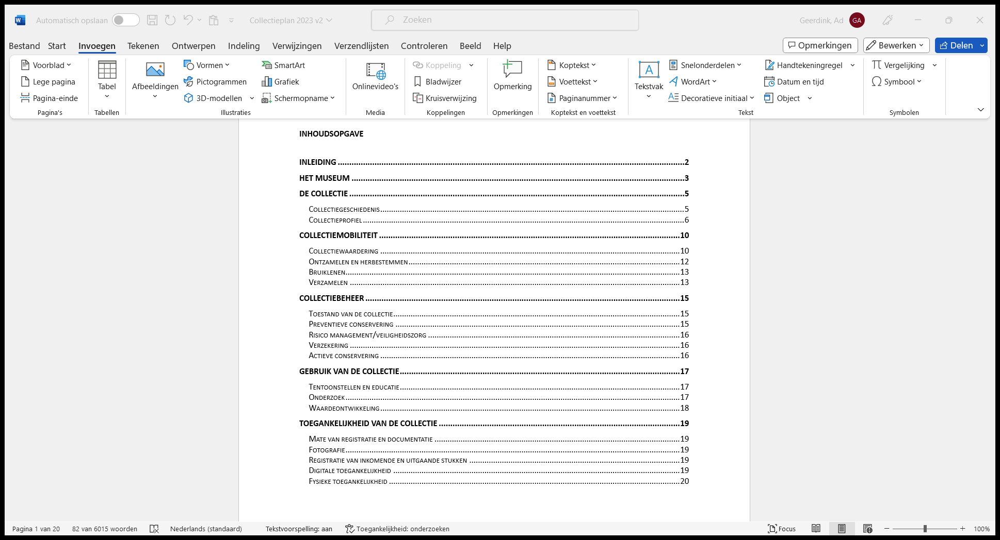 Automatisch opslaan
Collectieplan 2023 v2
Zoeken
Geerdink, Ad
GA
Bestand Start Invoegen Tekenen Ontwerpen Indeling Verwijzingen Verzendlijsten Controleren Beeld Help
Opmerkingen
Bewerken
Delen
Voorblad
Lege pagina
Pagina-einde
Pagina's
Tabel
Tabellen
Afbeeldingen
Vormen
Pictogrammen
3D-modellen
SmartArt
Grafiek
Schermopname
Illustraties
Onlinevideo's
Media
Koppeling
Bladwijzer
Kruisverwijzing
Koppelingen
Opmerking
Opmerkingen
Koptekst
Voettekst
Paginanummer
Koptekst en voettekst
Tekstvak
Snelonderdelen
WordArt
Decoratieve initiaal
Handtekeningregel
Datum en tijd
Object
Tekst
Vergelijking
Symbool
Symbolen
INHOUDSOPGAVE
INLEIDING 2
HET MUSEUM 3
DE COLLECTIE 5
Collectiegeschiedenis 5
Collectieprofiel 6
COLLECTIEMOBILITEIT 10
Collectiewaardering 10
Ontzamelen en herbestemmen 12
Bruiklenen 13
Verzamelen 13
COLLECTIEBEHEER 15
Toestand van de collectie 15
Preventieve conservering 15
Risico management/veiligheidszorg 16
Verzekering 16
Actieve conservering 16
GEBRUIK VAN DE COLLECTIE 17
Tentoonstellen en educatie 17
Onderzoek 17
Waardeontwikkeling 18
TOEGANKELIJKHEID VAN DE COLLECTIE 19
Mate van registratie en documentatie 19
Fotografie 19
Registratie van inkomende en uitgaande stukken 19
Digitale toegankelijkheid 19
Fysieke toegankelijkheid 20
Pagina 1 van 20
82 van 6015 woorden
Nederlands (standaard)
Tekstvoorspelling: aan
Toegankelijkheid: onderzoeken
Focus
100%